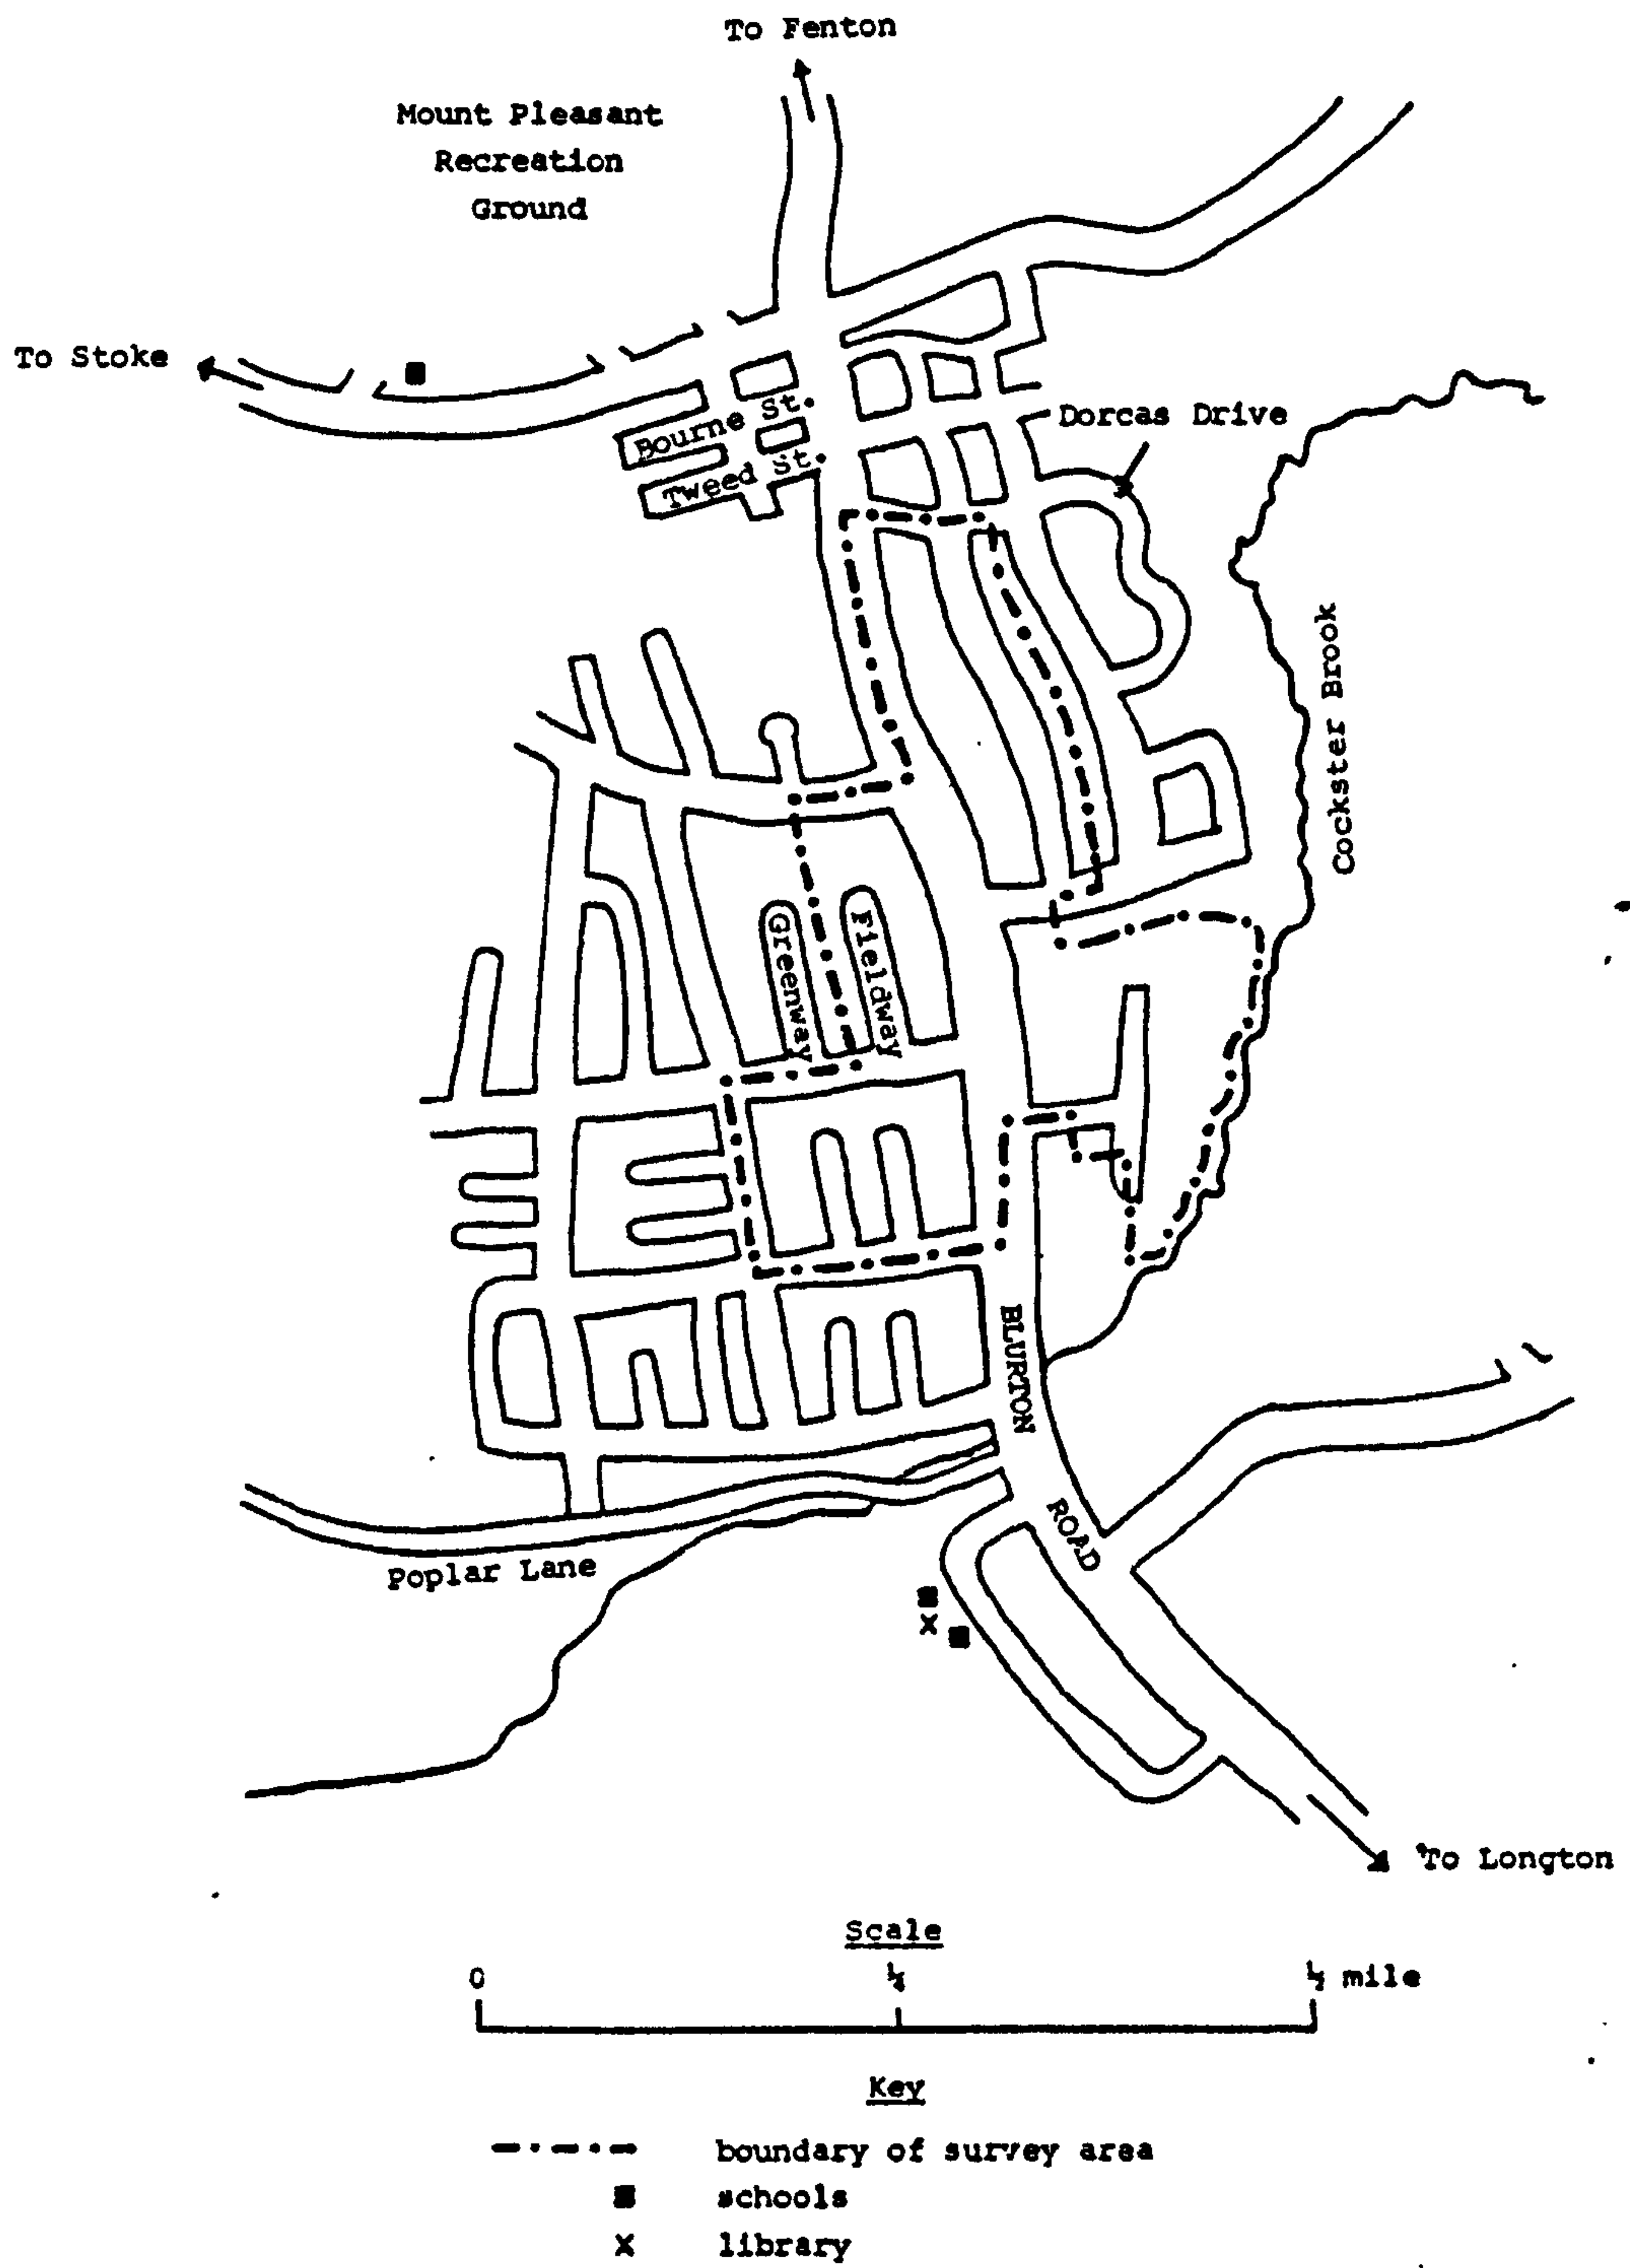 To Fenton
Mount Pleasant
Recreation
Ground
To Stoke
Bourne St.
Tweed St.
Dorcas Drive
Cockster Brook
Greenway
Fieldway
BLURTON
ROAD
Poplar Lane
x
To Longton
Scale
0 ¼ ½ mile
Key
boundary of survey area
schools
x library